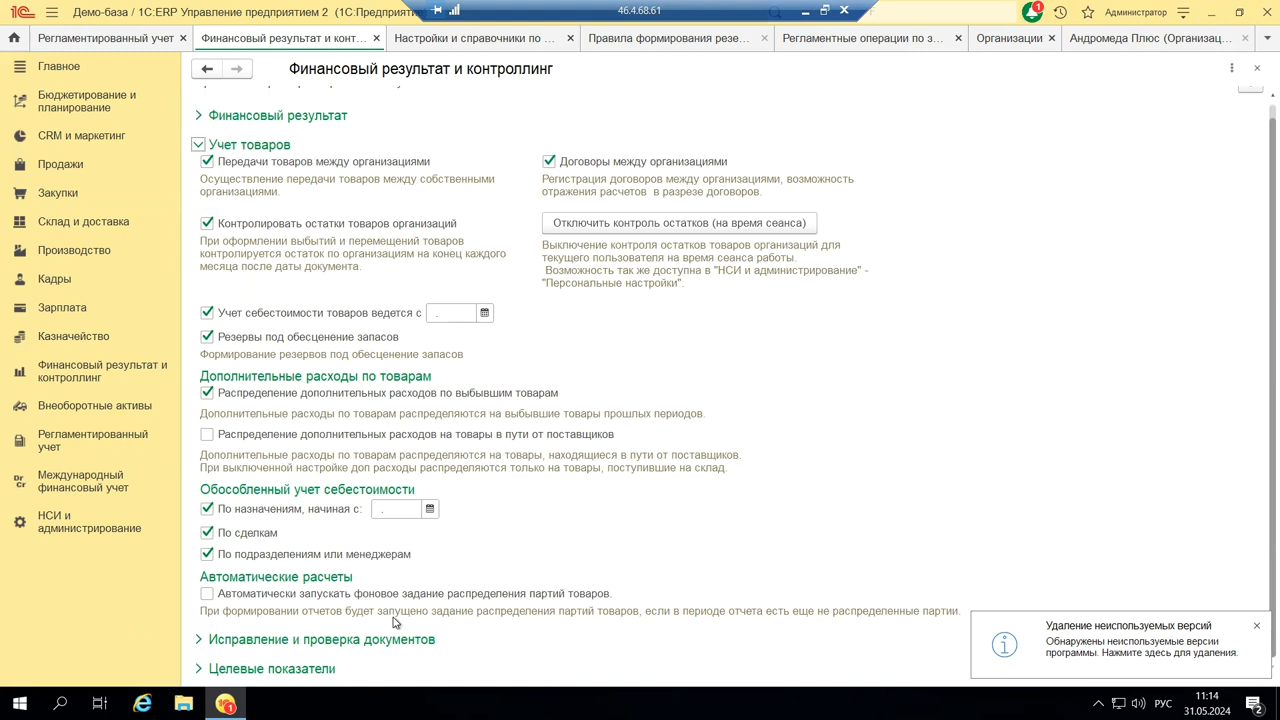 Демо-база / 1С:ERP Управление предприятием 2 (1С:Предприятие
46.4.68.61
1
Администратор
Регламентированный учет
Финансовый результат и конт...
Настройки и справочники по ...
Правила формирования резе...
Регламентные операции по з...
Организации
Андромеда Плюс (Организац...
Главное
Бюджетирование и
планирование
CRM и маркетинг
Продажи
Закупки
Склад и доставка
Производство
Кадры
Зарплата
Казначейство
Финансовый результат и
контроллинг
Внеоборотные активы
Регламентированный
учет
Dr
Cr
Международный
финансовый учет
НСИ и
администрирование
Финансовый результат и контроллинг
Финансовый результат
Учет товаров
Передачи товаров между организациями
Осуществление передачи товаров между собственными
организациями.
Договоры между организациями
Регистрация договоров между организациями, возможность
отражения расчетов в разрезе договоров.
Контролировать остатки товаров организаций
При оформлении выбытий и перемещений товаров
контролируется остаток по организациям на конец каждого
месяца после даты документа.
Отключить контроль остатков (на время сеанса)
Выключение контроля остатков товаров организаций для
текущего пользователя на время сеанса работы.
Возможность так же доступна в "НСИ и администрирование" -
"Персональные настройки".
Учет себестоимости товаров ведется с .
Резервы под обесценение запасов
Формирование резервов под обесценение запасов
Дополнительные расходы по товарам
Распределение дополнительных расходов по выбывшим товарам
Дополнительные расходы по товарам распределяются на выбывшие товары прошлых периодов.
Распределение дополнительных расходов на товары в пути от поставщиков
Дополнительные расходы по товарам распределяются на товары, находящиеся в пути от поставщиков.
При выключенной настройке доп расходы распределяются только на товары, поступившие на склад.
Обособленный учет себестоимости
По назначениям, начиная с: .
По сделкам
По подразделениям или менеджерам
Автоматические расчеты
Автоматически запускать фоновое задание распределения партий товаров.
При формировании отчетов будет запущено задание распределения партий товаров, если в периоде отчета есть еще не распределенные партии.
Исправление и проверка документов
Целевые показатели
Удаление неиспользуемых версий
Обнаружены неиспользуемые версии
программы. Нажмите здесь для удаления.
1
РУС
11:14
31.05.2024
2